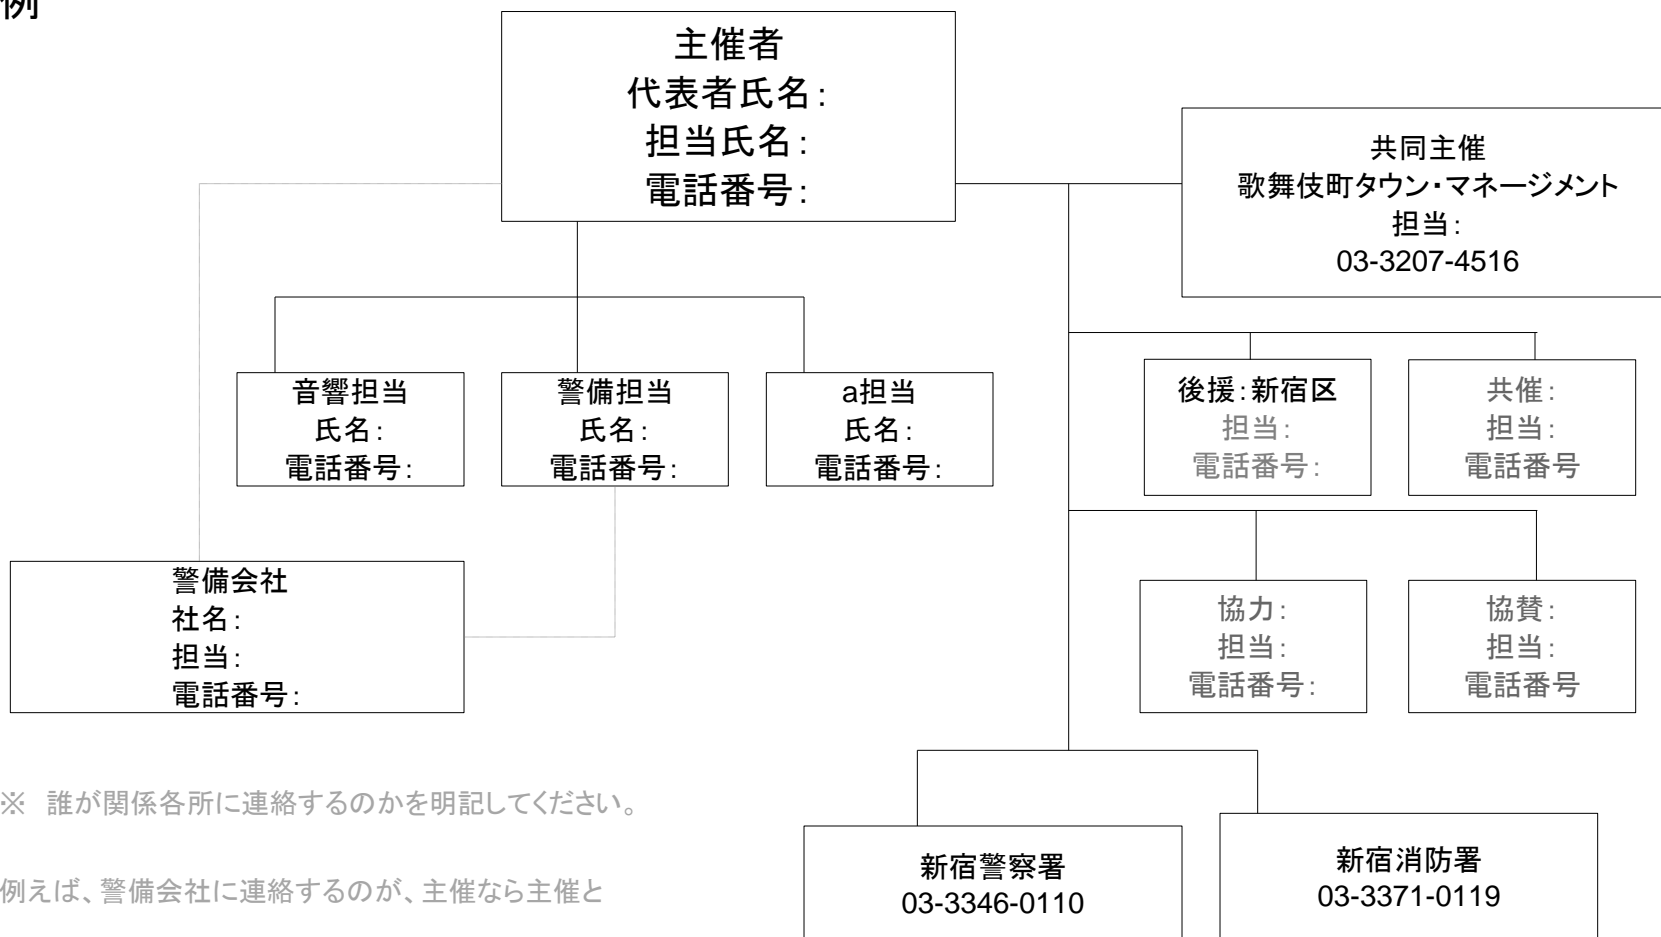 例
主催者
代表者氏名：
担当氏名：
電話番号：
共同主催
歌舞伎町タウン・マネージメント
担当：
03-3207-4516
音響担当
氏名：
電話番号：
警備担当
氏名：
電話番号：
a担当
氏名：
電話番号：
後援：新宿区
担当：
電話番号：
共催：
担当：
電話番号
警備会社
社名：
担当：
電話番号：
協力：
担当：
電話番号：
協賛：
担当：
電話番号
※　誰が関係各所に連絡するのかを明記してください。
例えば、警備会社に連絡するのが、主催なら主催と
新宿警察署
03-3346-0110
新宿消防署
03-3371-0119